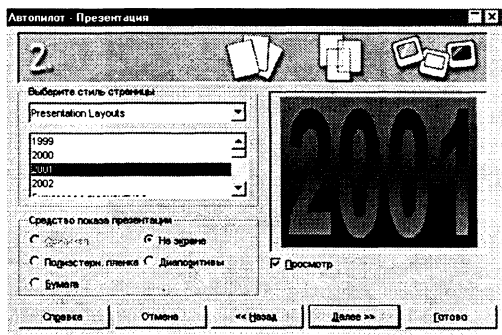 Автопилот - Презентация
2
Выберите стиль страницы
Presentation Layouts
1999
2000
2001
2002
2001
Средство показа презентации
На экране
Полиэстерн. пленка
Диапозитивы
Бумага
Просмотр
Справка
Отмена
<< Назад
Далее >>
Готово